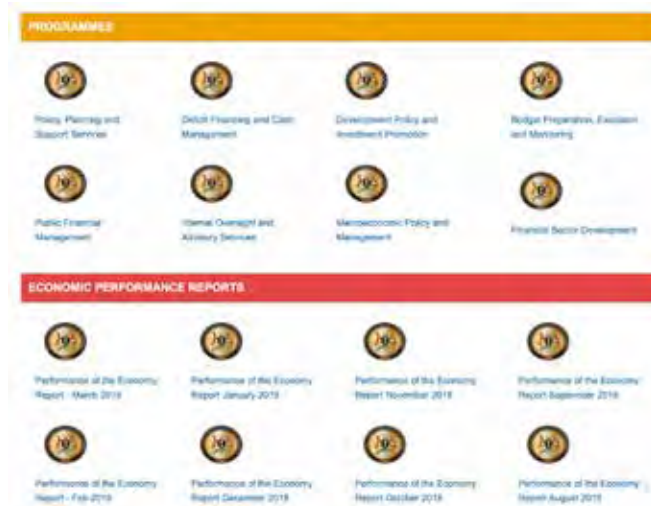 PROGRAMMES
Policy, Planning and
Support Services
Deficit Financing and Cash
Management
Development Policy and
Investment Promotion
Budget Preparation, Execution
and Monitoring
Public Financial
Management
Internal Oversight and
Advisory Services
Macroeconomic Policy and
Management
Financial Sector Development
ECONOMIC PERFORMANCE REPORTS
Performance of the Economy
Report - March 2019
Performance of the Economy
Report January 2019
Performance of the Economy
Report November 2018
Performance of the Economy
Report September 2018
Performance of the Economy
Report - Feb 2019
Performance of the Economy
Report December 2018
Performance of the Economy
Report October 2018
Performance of the Economy
Report August 2018